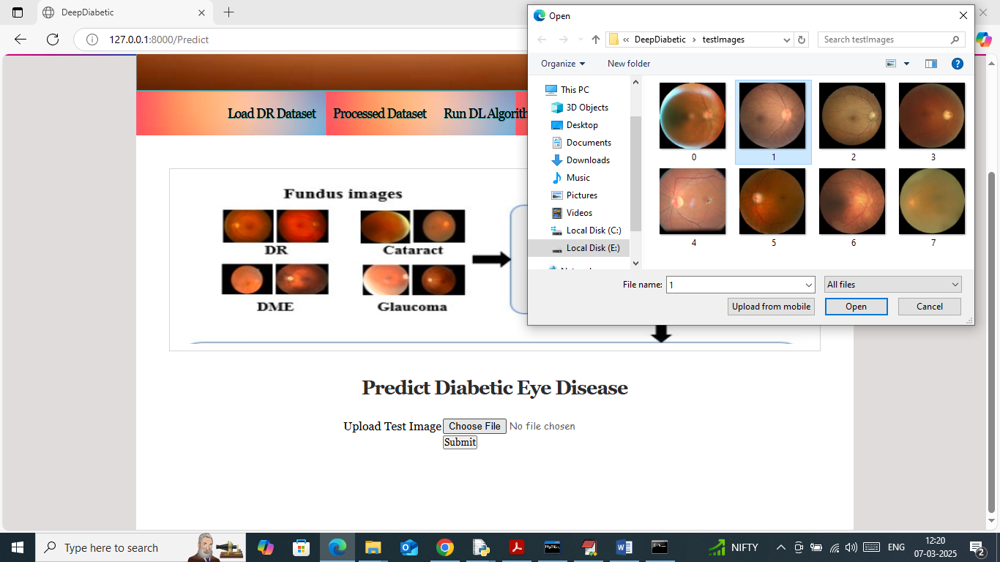 DeepDiabetic
127.0.0.1:8000/Predict
Load DR Dataset
Processed Dataset
Run DL Algorith
Fundus images
DR
Cataract
DME
Glaucoma
Predict Diabetic Eye Disease
Upload Test Image Choose File No file chosen
Submit
Open
« DeepDiabetic › testImages
Search testImages
Organize
New folder
This PC
3D Objects
Desktop
Documents
Downloads
Music
Pictures
Videos
Local Disk (C:)
Local Disk (E:)
0
1
2
3
4
5
6
7
File name: 1
All files
Upload from mobile
Open
Cancel
Type here to search
NIFTY
ENG
12:20
07-03-2025
2